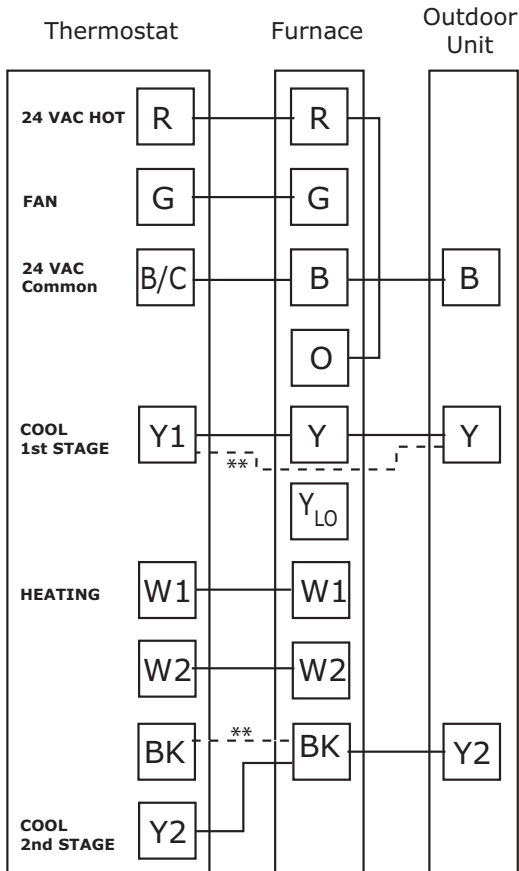 Thermostat Furnace Outdoor Unit
24 VAC HOT R R
FAN G G
24 VAC Common B/C B B
O
COOL 1st STAGE Y1 Y Y
**
YLO
HEATING W1 W1
W2 W2
**
BK BK Y2
COOL 2nd STAGE Y2